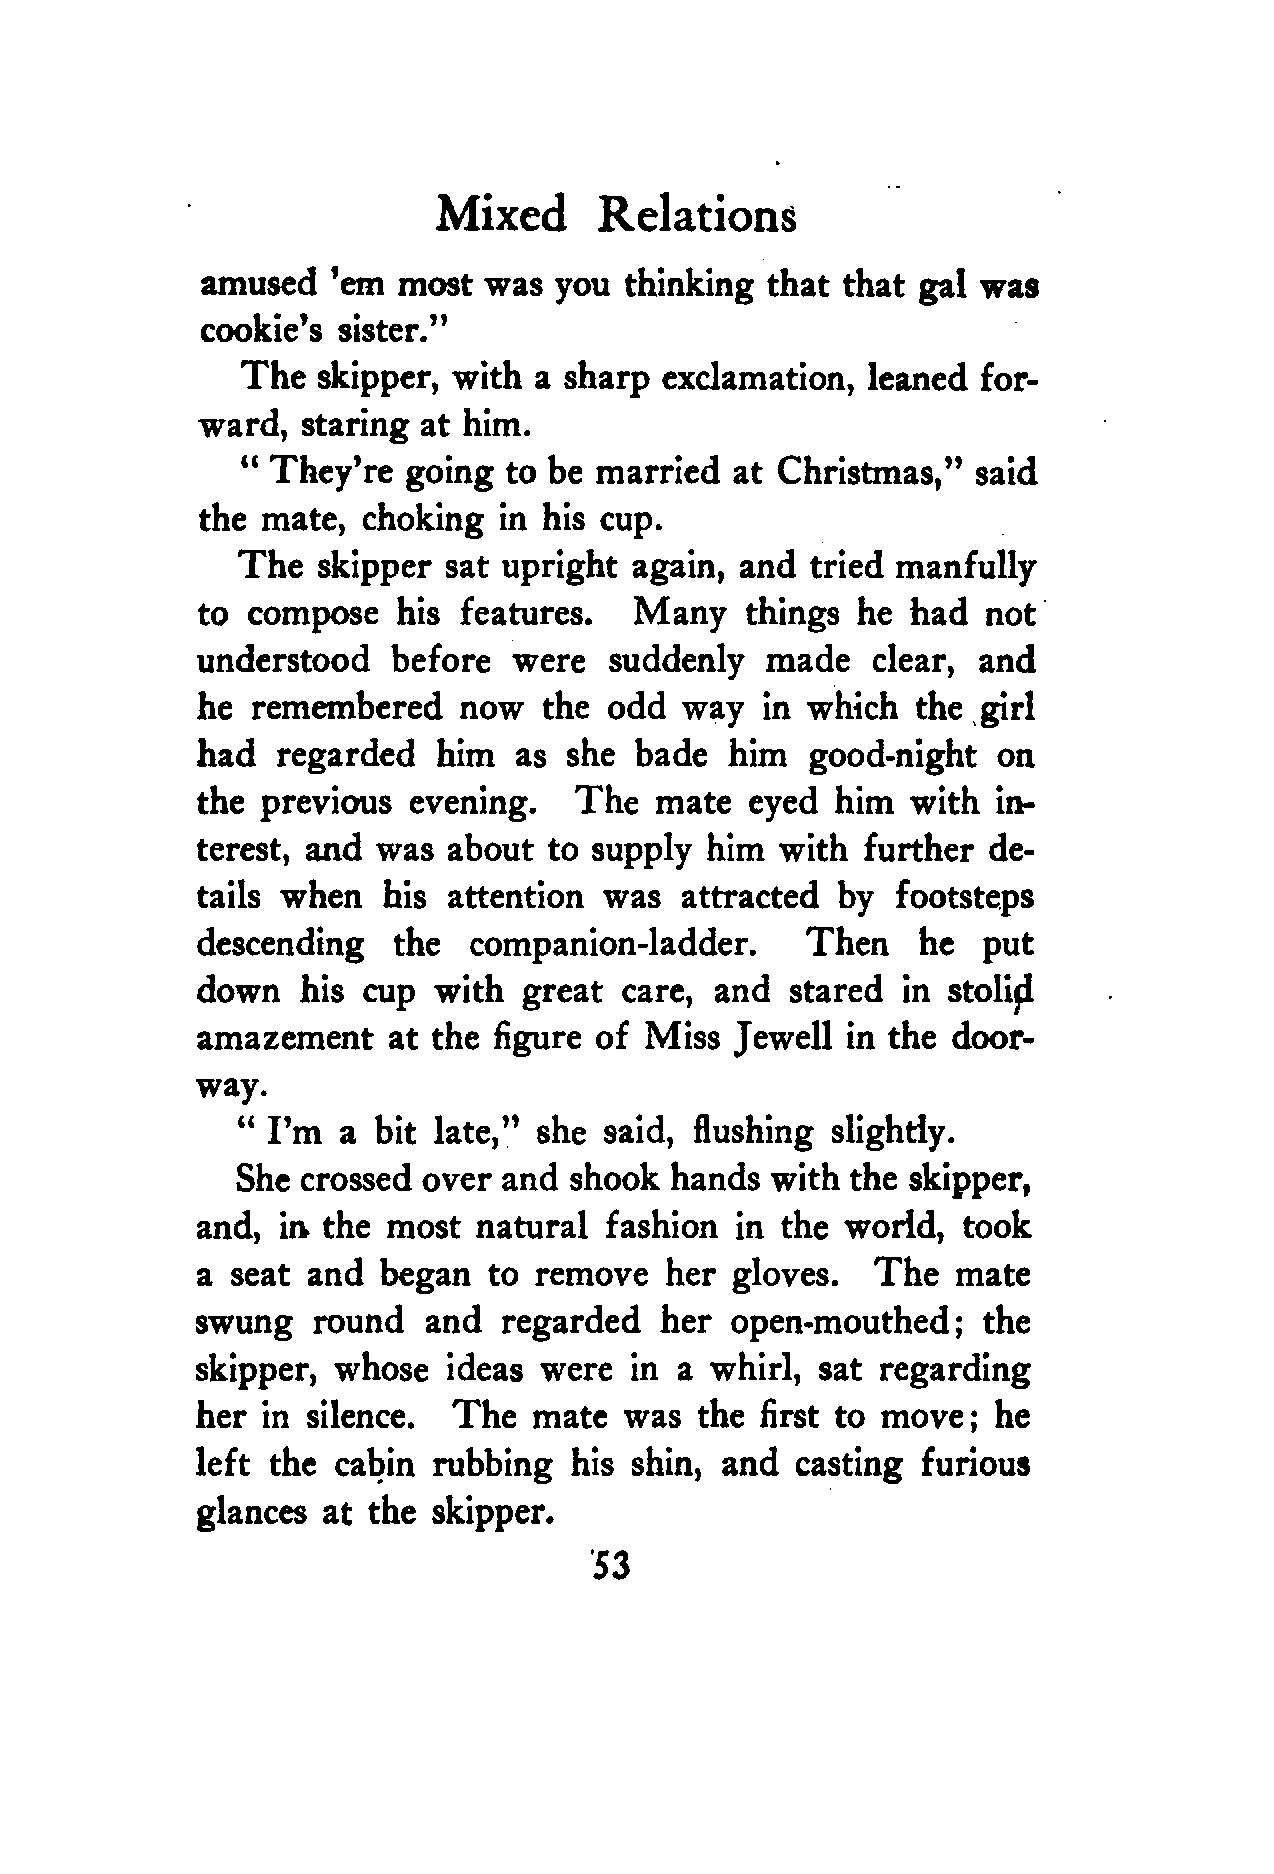 Mixed Relations
amused 'em most was you thinking that that gal was
cookie's sister."
The skipper, with a sharp exclamation, leaned for-
ward, staring at him.
" They're going to be married at Christmas," said
the mate, choking in his cup.
The skipper sat upright again, and tried manfully
to compose his features. Many things he had not
understood before were suddenly made clear, and
he remembered now the odd way in which the girl
had regarded him as she bade him good-night on
the previous evening. The mate eyed him with in-
terest, and was about to supply him with further de-
tails when his attention was attracted by footsteps
descending the companion-ladder. Then he put
down his cup with great care, and stared in stolid
amazement at the figure of Miss Jewell in the door-
way.
" I'm a bit late," she said, flushing slightly.
She crossed over and shook hands with the skipper,
and, in the most natural fashion in the world, took
a seat and began to remove her gloves. The mate
swung round and regarded her open-mouthed; the
skipper, whose ideas were in a whirl, sat regarding
her in silence. The mate was the first to move; he
left the cabin rubbing his shin, and casting furious
glances at the skipper.
53